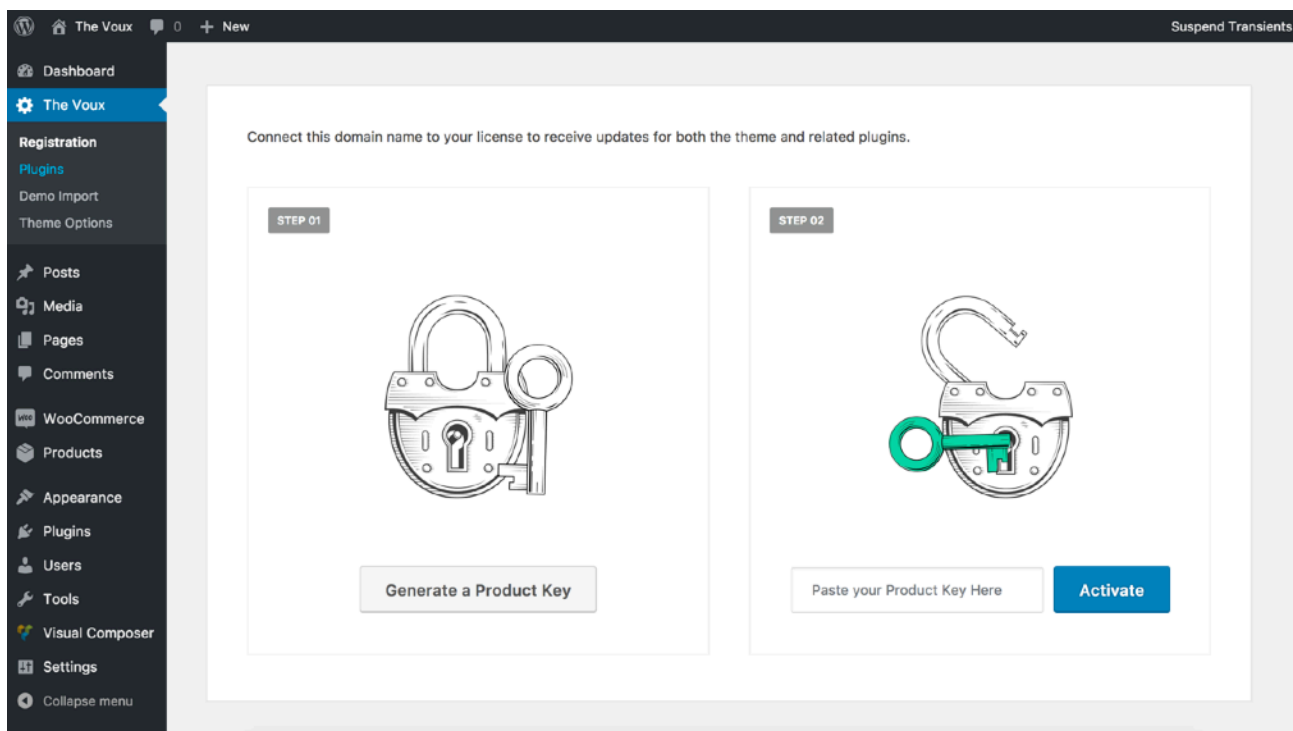 The Voux 0 + New Suspend Transients
Dashboard
The Voux
Registration
Plugins
Demo Import
Theme Options
Posts
Media
Pages
Comments
WooCommerce
Products
Appearance
Plugins
Users
Tools
Visual Composer
Settings
Collapse menu
Connect this domain name to your license to receive updates for both the theme and related plugins.
STEP 01
Generate a Product Key
STEP 02
Paste your Product Key Here
Activate